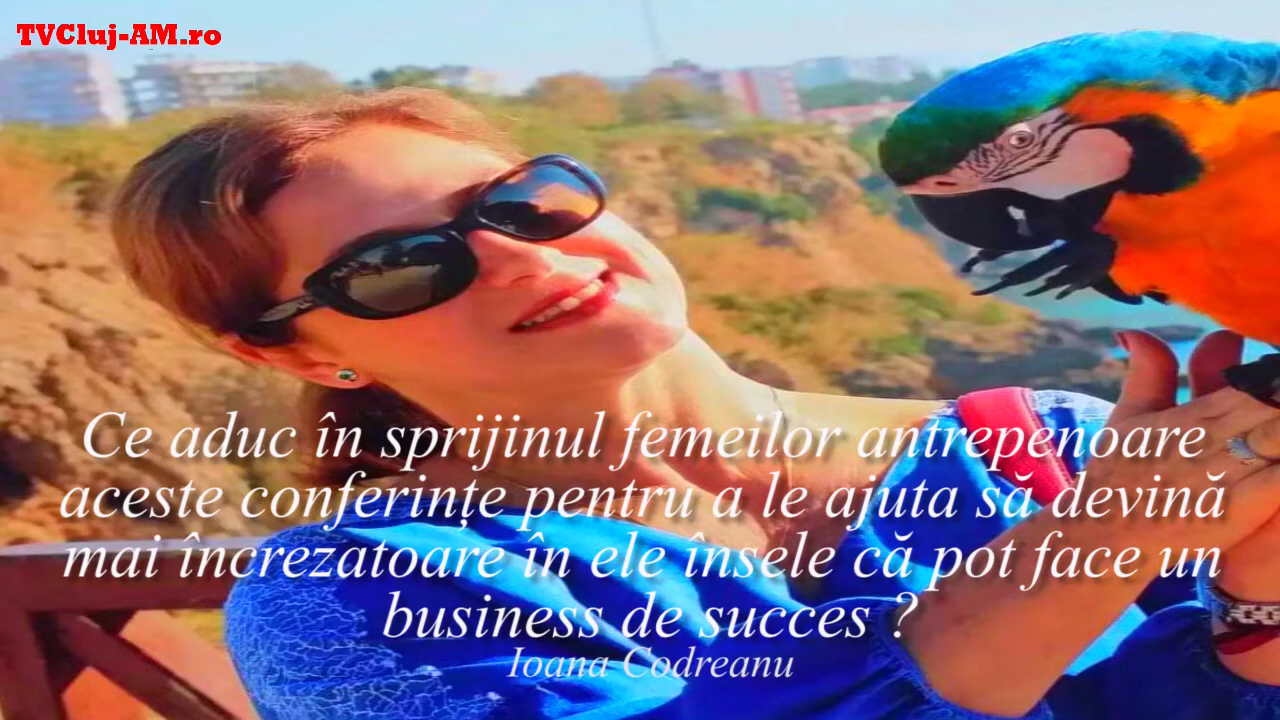 TVCluj-AM.ro
Ce aduc în sprijinul femeilor antrepenoare
aceste conferințe pentru a le ajuta să devină
mai încrezatoare în ele însele că pot face un
business de succes ?
Ioana Codreanu